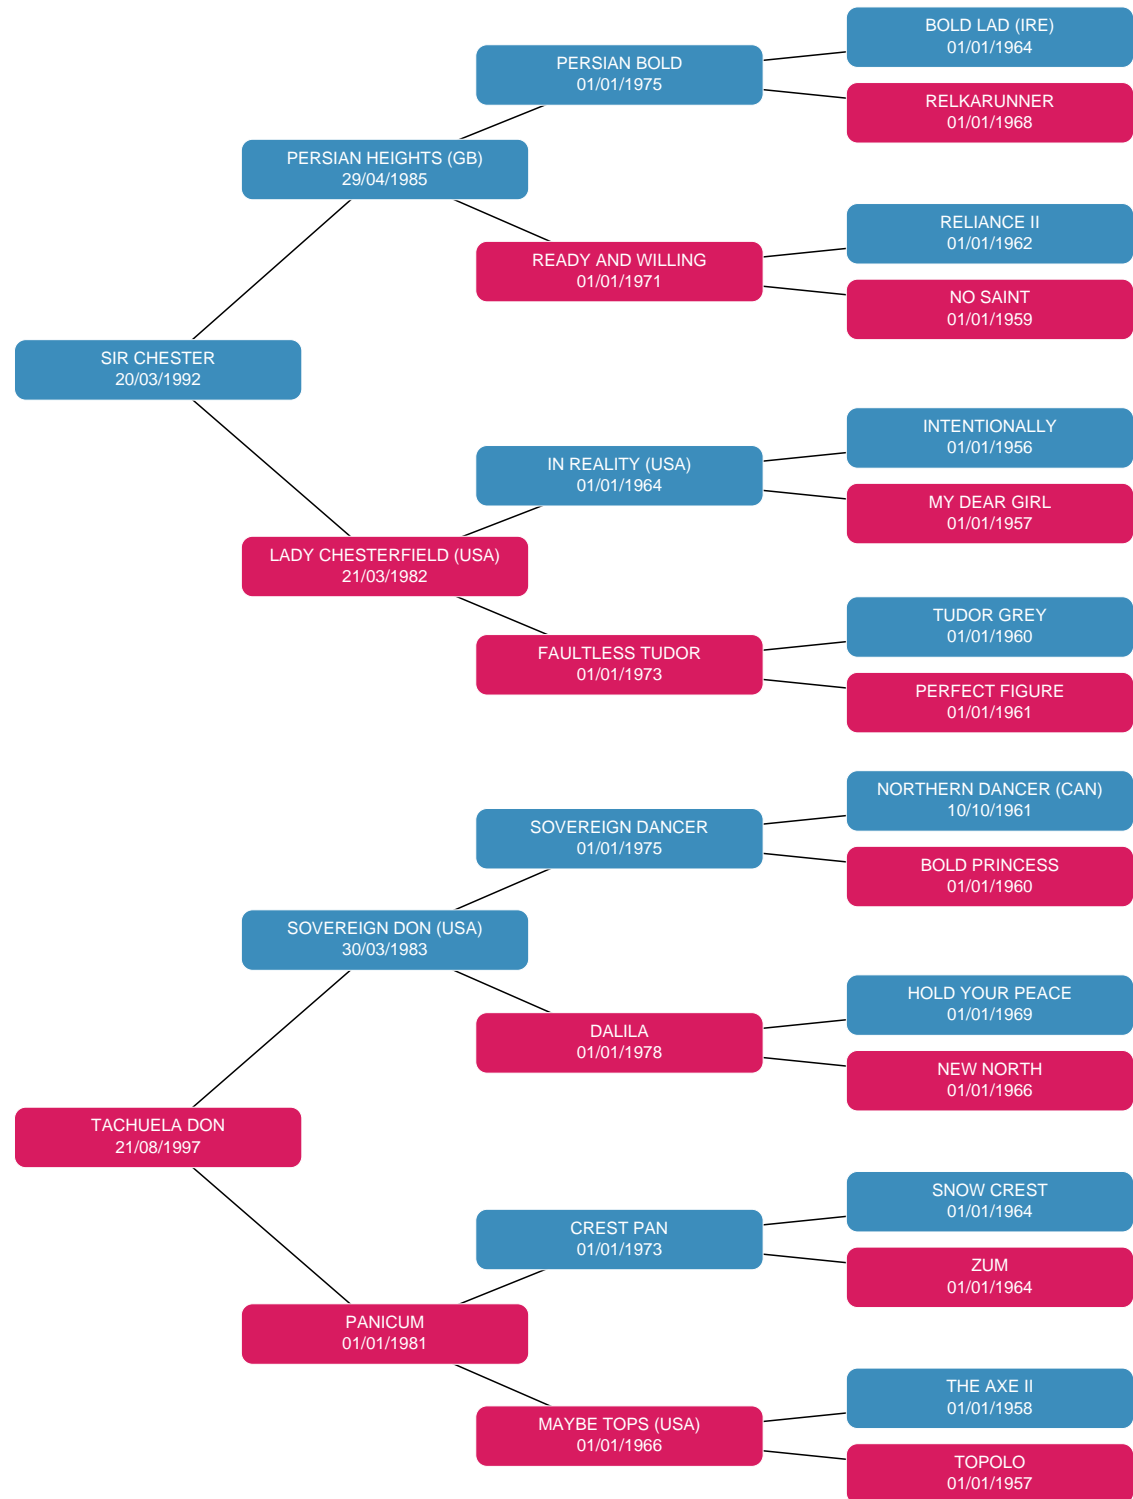 BOLD LAD (IRE)
01/01/1964
PERSIAN BOLD
01/01/1975
RELKARUNNER
01/01/1968
PERSIAN HEIGHTS (GB)
29/04/1985
RELIANCE II
01/01/1962
READY AND WILLING
01/01/1971
NO SAINT
01/01/1959
SIR CHESTER
20/03/1992
INTENTIONALLY
01/01/1956
IN REALITY (USA)
01/01/1964
MY DEAR GIRL
01/01/1957
LADY CHESTERFIELD (USA)
21/03/1982
TUDOR GREY
01/01/1960
FAULTLESS TUDOR
01/01/1973
PERFECT FIGURE
01/01/1961
NORTHERN DANCER (CAN)
10/10/1961
SOVEREIGN DANCER
01/01/1975
BOLD PRINCESS
01/01/1960
SOVEREIGN DON (USA)
30/03/1983
HOLD YOUR PEACE
01/01/1969
DALILA
01/01/1978
NEW NORTH
01/01/1966
TACHUELA DON
21/08/1997
SNOW CREST
01/01/1964
CREST PAN
01/01/1973
ZUM
01/01/1964
PANICUM
01/01/1981
THE AXE II
01/01/1958
MAYBE TOPS (USA)
01/01/1966
TOPOLO
01/01/1957